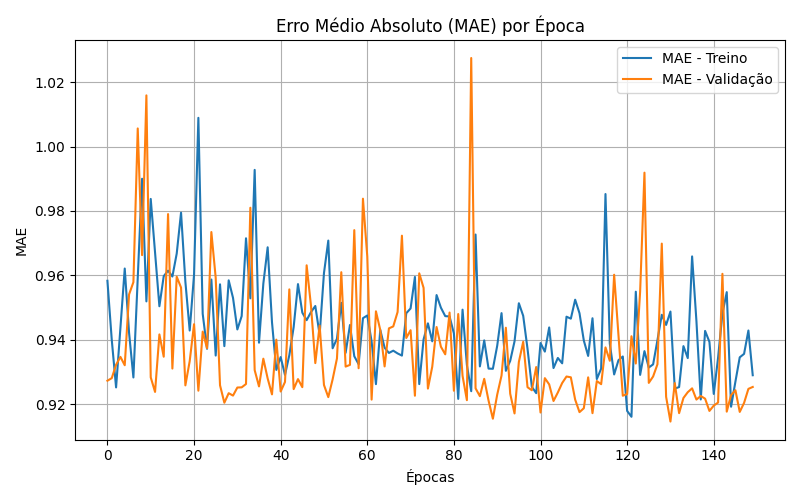 Erro Médio Absoluto (MAE) por Época
MAE - Treino
MAE - Validação
MAE
1.02
1.00
0.98
0.96
0.94
0.92
0 20 40 60 80 100 120 140
Épocas